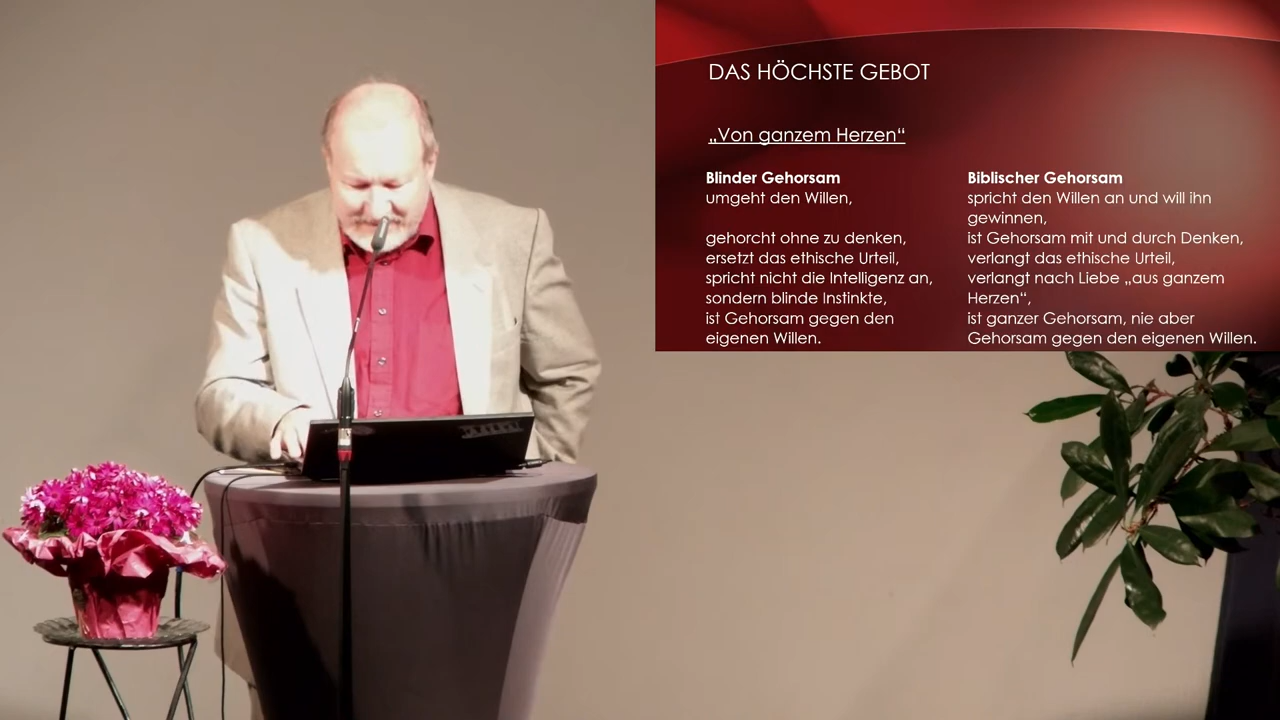 DAS HÖCHSTE GEBOT
„Von ganzem Herzen“
Blinder Gehorsam
umgeht den Willen,
gehorcht ohne zu denken,
ersetzt das ethische Urteil,
spricht nicht die Intelligenz an,
sondern blinde Instinkte,
ist Gehorsam gegen den
eigenen Willen.
Biblischer Gehorsam
spricht den Willen an und will ihn
gewinnen,
ist Gehorsam mit und durch Denken,
verlangt das ethische Urteil,
verlangt nach Liebe „aus ganzem
Herzen“,
ist ganzer Gehorsam, nie aber
Gehorsam gegen den eigenen Willen.